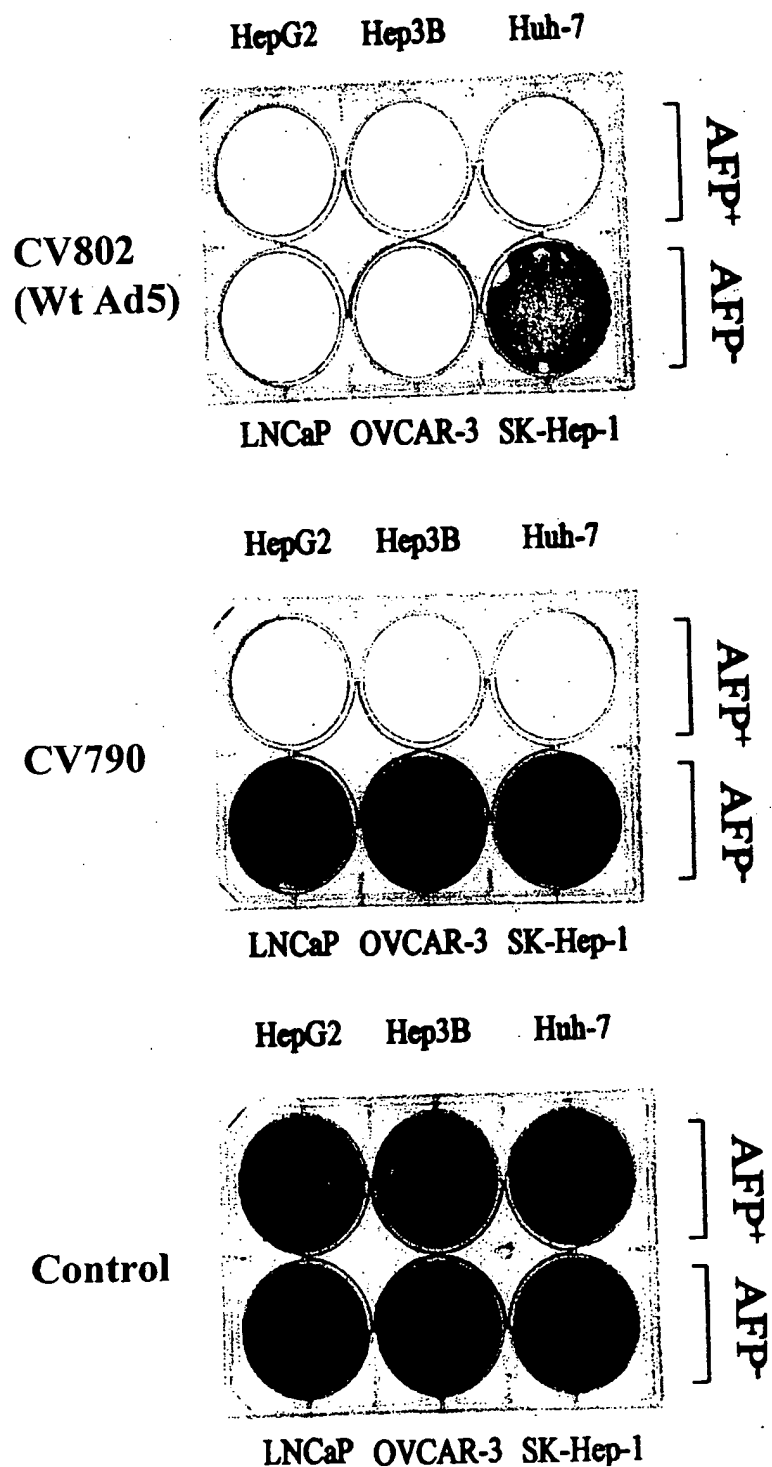 HepG2 Hep3B Huh-7
AFP+
CV802
(Wt Ad5)
AFP-
LNCaP OVCAR-3 SK-Hep-1
HepG2 Hep3B Huh-7
AFP+
CV790
AFP-
LNCaP OVCAR-3 SK-Hep-1
HepG2 Hep3B Huh-7
AFP+
Control
AFP-
LNCaP OVCAR-3 SK-Hep-1